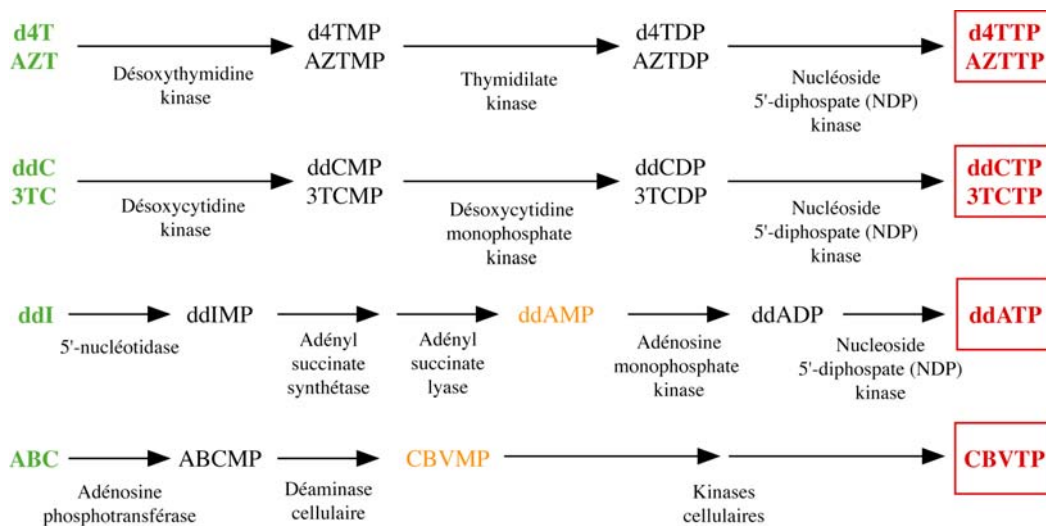 d4T d4TMP d4TDP d4TTP
AZT AZTMP AZTDP AZTTP
Désoxythymidine kinase
Thymidilate kinase
Nucléoside 5'-diphospate (NDP) kinase
ddC ddCMP ddCDP ddCTP
3TC 3TCMP 3TCDP 3TCTP
Désoxycytidine kinase
Désoxycytidine monophosphate kinase
Nucléoside 5'-diphospate (NDP) kinase
ddI ddIMP ddAMP ddADP ddATP
5'-nucléotidase
Adényl succinate synthétase
Adényl succinate lyase
Adénosine monophosphate kinase
Nucleoside 5'-diphospate (NDP) kinase
ABC ABCMP CBVMP CBVTP
Adénosine phosphotransférase
Déaminase cellulaire
Kinases cellulaires